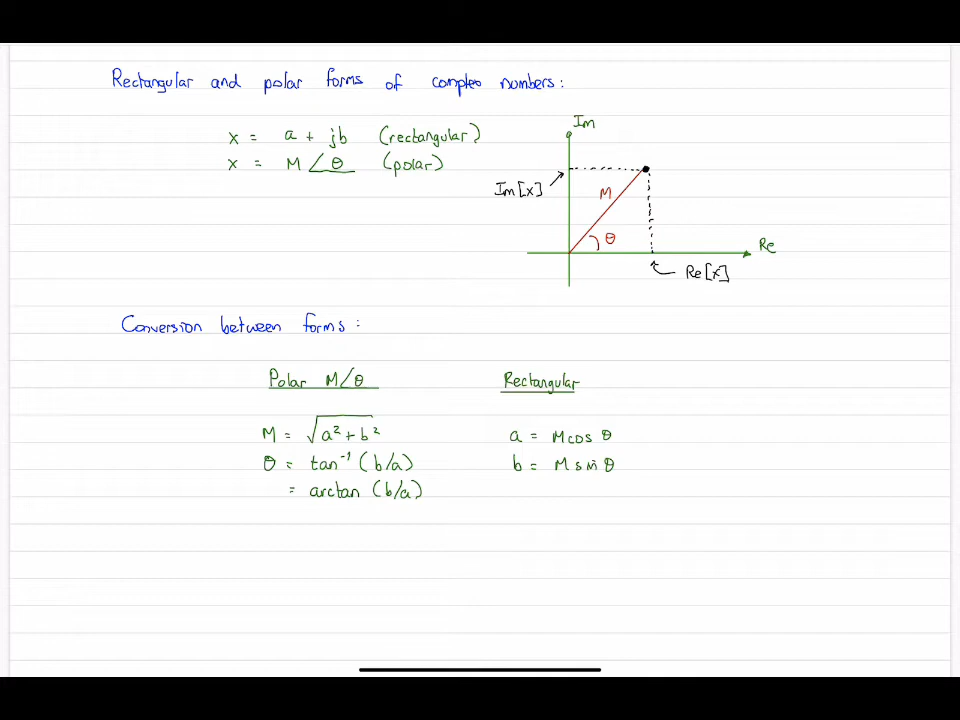 Rectangular and polar forms of complex numbers:
x = a + jb (rectangular)
x = M∠θ (polar)
Im
Im[x]
M
θ
Re
Re[x]
Conversion between forms:
Polar M∠θ
M = √a² + b²
θ = tan⁻¹ (b/a)
= arctan (b/a)
Rectangular
a = M cos θ
b = M sin θ